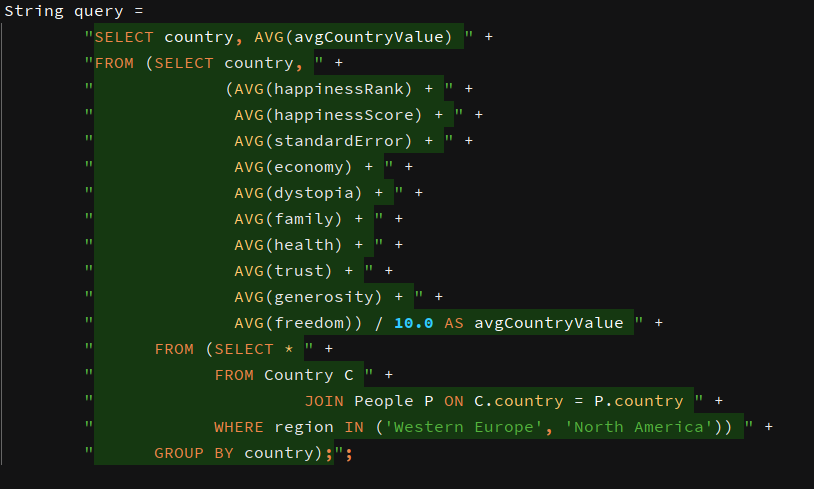 String query =
        "SELECT country, AVG(avgCountryValue) " +
        "FROM (SELECT country, " +
        "             (AVG(happinessRank) + " +
        "              AVG(happinessScore) + " +
        "              AVG(standardError) + " +
        "              AVG(economy) + " +
        "              AVG(dystopia) + " +
        "              AVG(family) + " +
        "              AVG(health) + " +
        "              AVG(trust) + " +
        "              AVG(generosity) + " +
        "              AVG(freedom)) / 10.0 AS avgCountryValue " +
        "      FROM (SELECT * " +
        "            FROM Country C " +
        "                     JOIN People P ON C.country = P.country " +
        "            WHERE region IN ('Western Europe', 'North America')) " +
        "      GROUP BY country);";